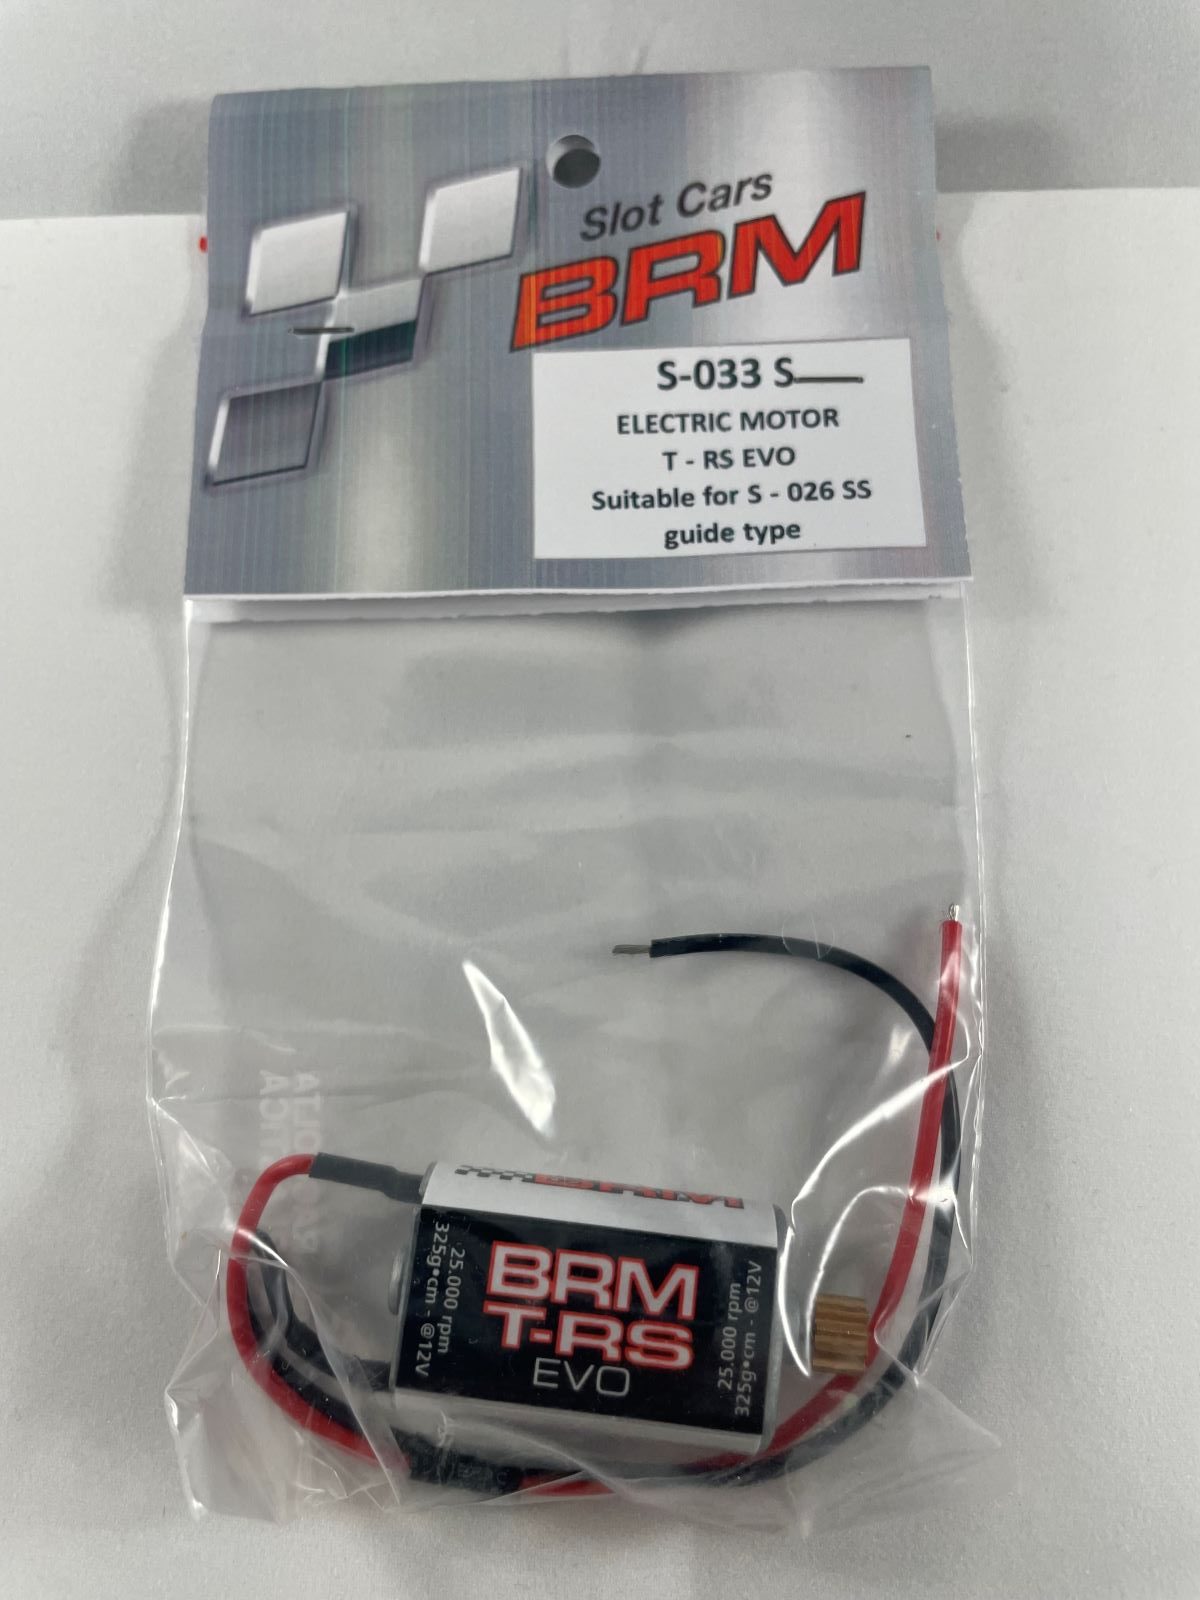 Slot Cars
BRM
S-033 S
ELECTRIC MOTOR
T - RS EVO
Suitable for S - 026 SS
guide type
BRM
BRM
T-RS
EVO
25.000 rpm
325g•cm - @12V
25.000 rpm
325g•cm - @12V